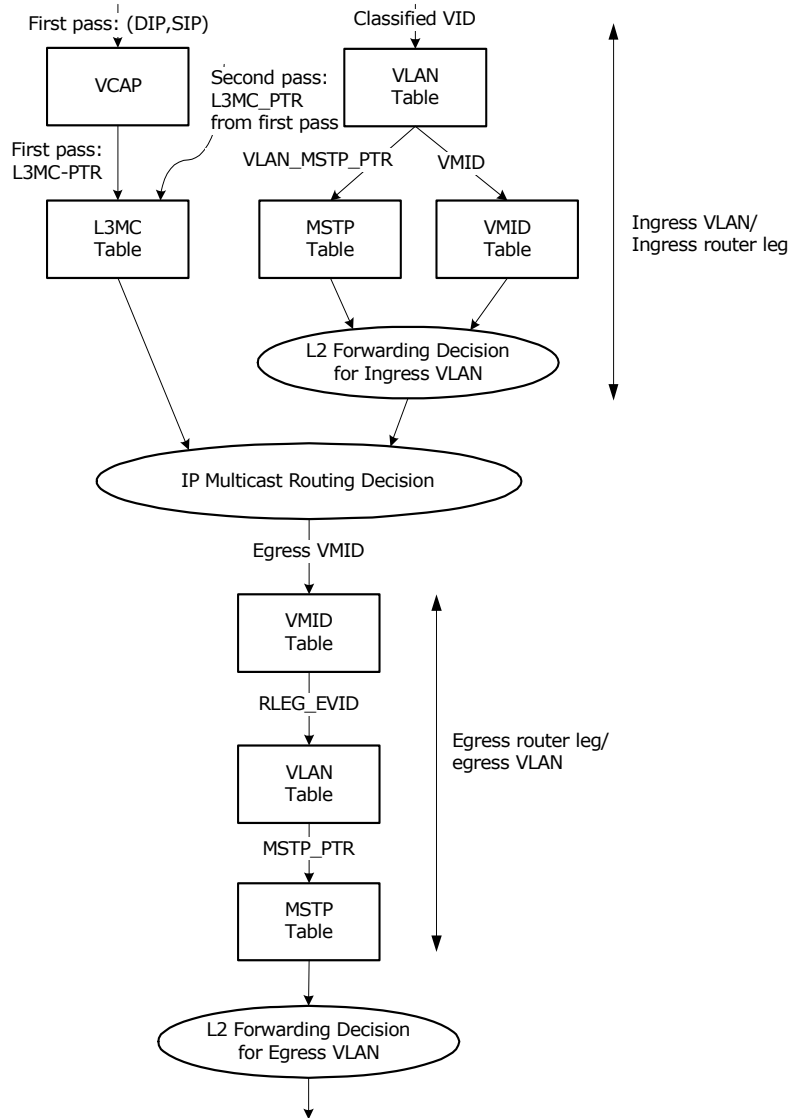 First pass: (DIP,SIP)
Classified VID
VCAP
Second pass:
L3MC_PTR
from first pass
VLAN
Table
First pass:
L3MC-PTR
VLAN_MSTP_PTR
VMID
L3MC
Table
MSTP
Table
VMID
Table
Ingress VLAN/
Ingress router leg
L2 Forwarding Decision
for Ingress VLAN
IP Multicast Routing Decision
Egress VMID
VMID
Table
RLEG_EVID
Egress router leg/
egress VLAN
VLAN
Table
MSTP_PTR
MSTP
Table
L2 Forwarding Decision
for Egress VLAN